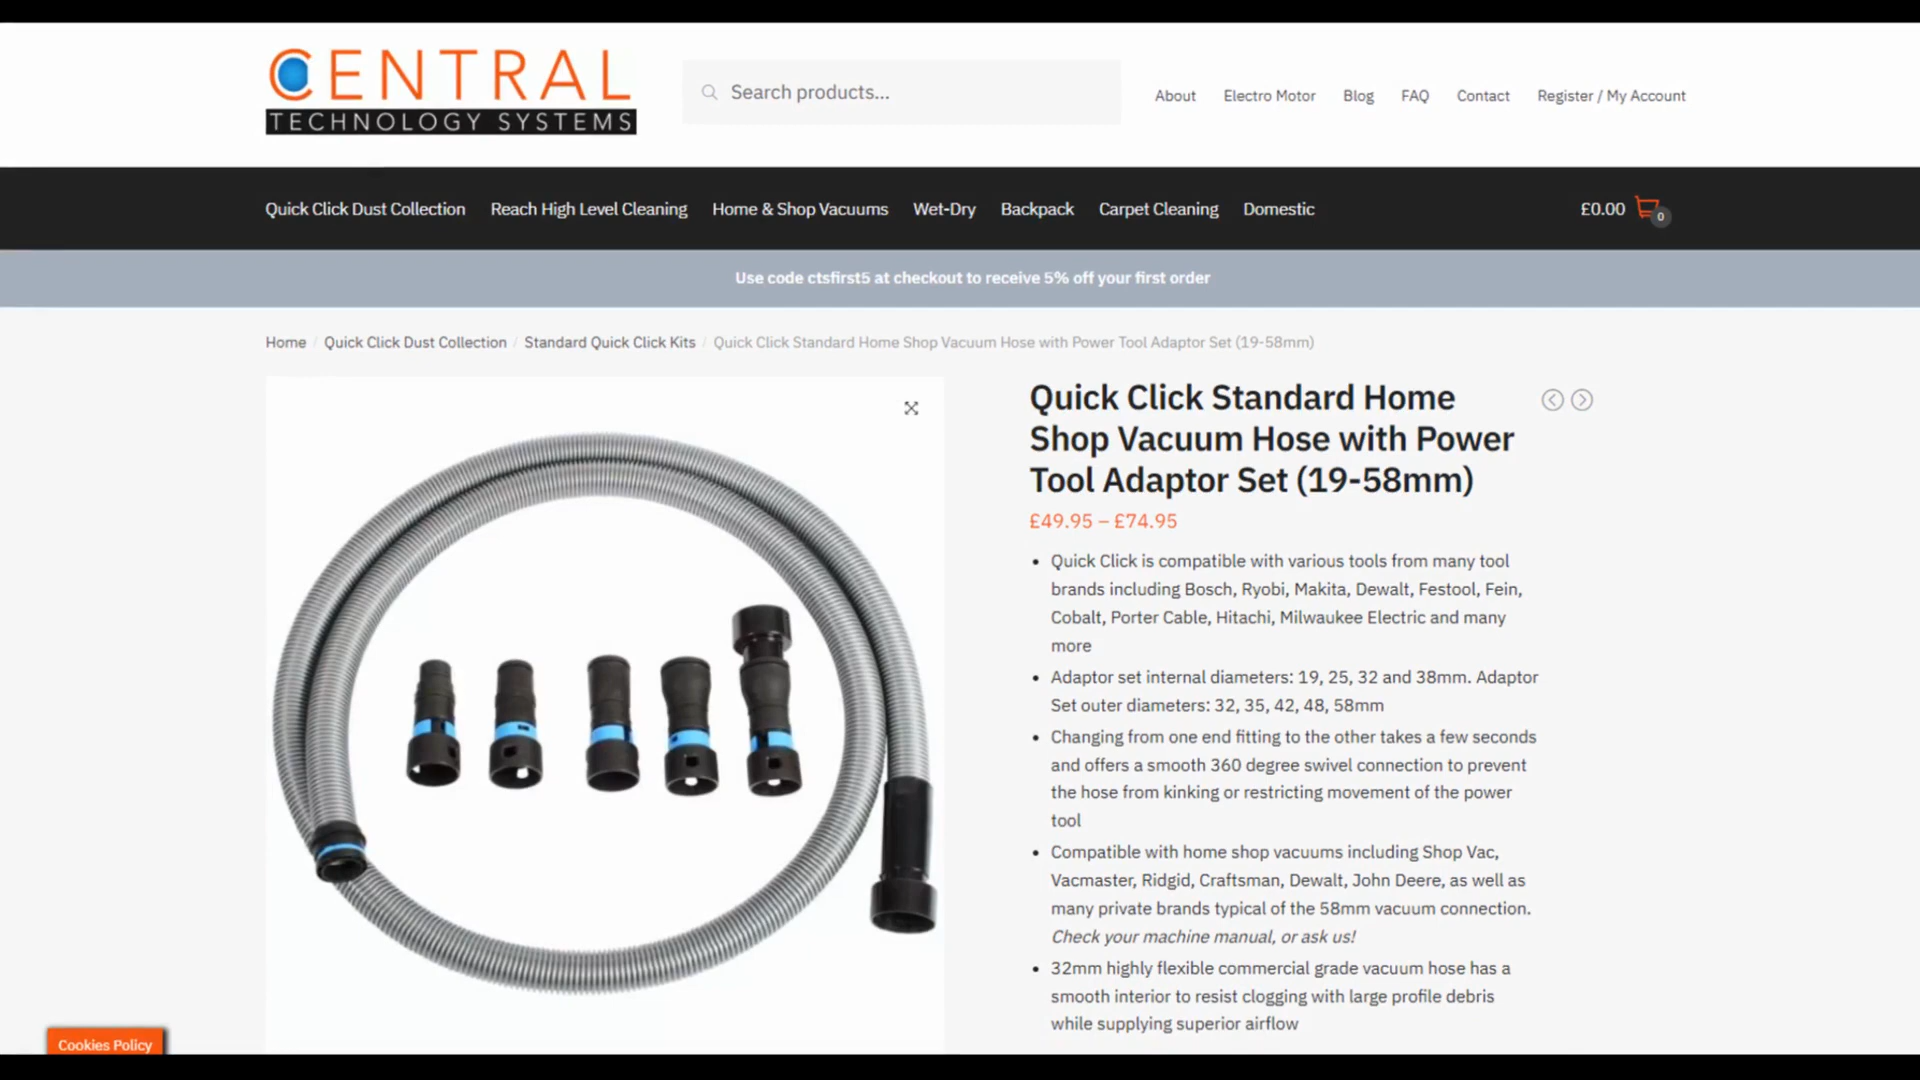 CENTRAL
TECHNOLOGY SYSTEMS
Search products...
About
Electro Motor
Blog
FAQ
Contact
Register / My Account
Quick Click Dust Collection
Reach High Level Cleaning
Home & Shop Vacuums
Wet-Dry
Backpack
Carpet Cleaning
Domestic
£0.00
0
Use code ctsfirst5 at checkout to receive 5% off your first order
Home / Quick Click Dust Collection / Standard Quick Click Kits / Quick Click Standard Home Shop Vacuum Hose with Power Tool Adaptor Set (19-58mm)
Quick Click Standard Home
Shop Vacuum Hose with Power
Tool Adaptor Set (19-58mm)
£49.95 – £74.95
• Quick Click is compatible with various tools from many tool
brands including Bosch, Ryobi, Makita, Dewalt, Festool, Fein,
Cobalt, Porter Cable, Hitachi, Milwaukee Electric and many
more
• Adaptor set internal diameters: 19, 25, 32 and 38mm. Adaptor
Set outer diameters: 32, 35, 42, 48, 58mm
• Changing from one end fitting to the other takes a few seconds
and offers a smooth 360 degree swivel connection to prevent
the hose from kinking or restricting movement of the power
tool
• Compatible with home shop vacuums including Shop Vac,
Vacmaster, Ridgid, Craftsman, Dewalt, John Deere, as well as
many private brands typical of the 58mm vacuum connection.
Check your machine manual, or ask us!
• 32mm highly flexible commercial grade vacuum hose has a
smooth interior to resist clogging with large profile debris
while supplying superior airflow
Cookies Policy